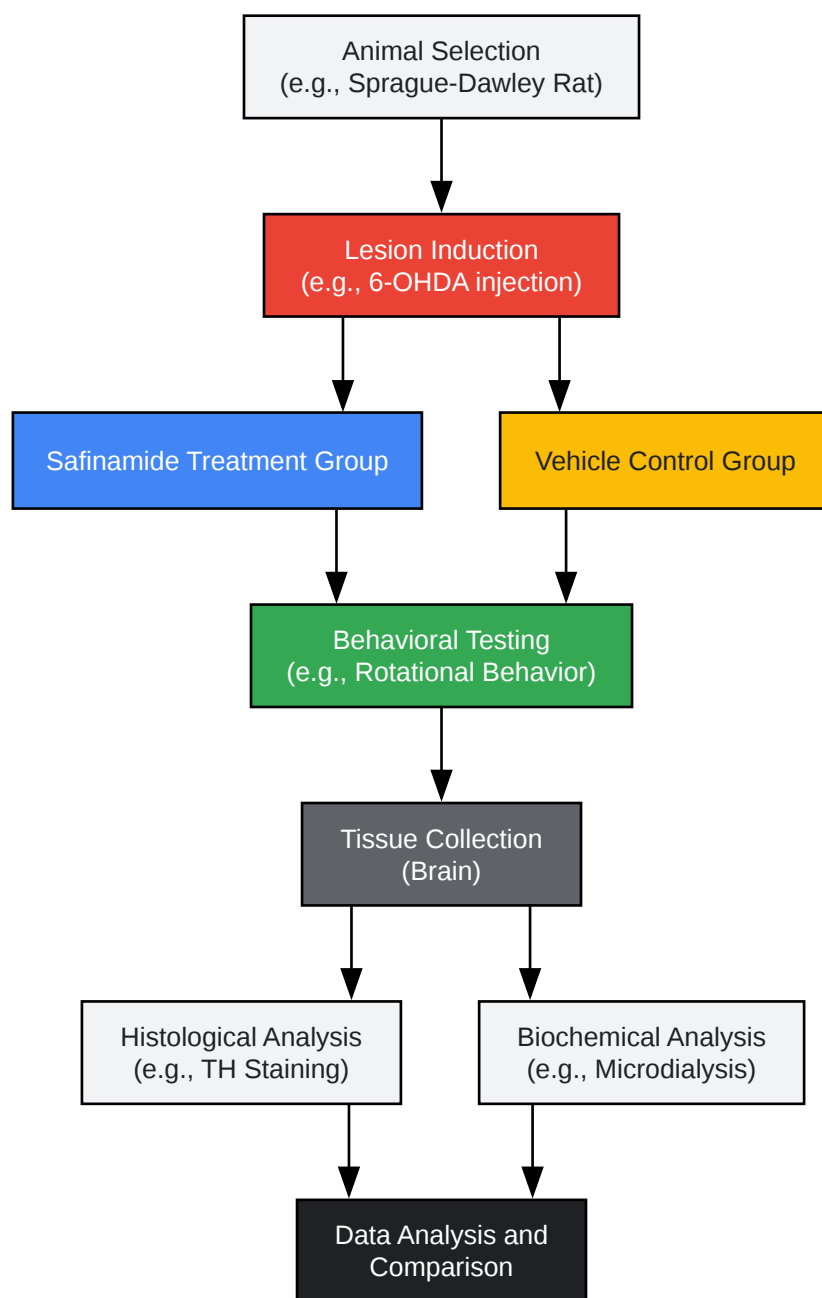 Animal Selection
(e.g., Sprague-Dawley Rat)
Lesion Induction
(e.g., 6-OHDA injection)
Safinamide Treatment Group
Vehicle Control Group
Behavioral Testing
(e.g., Rotational Behavior)
Tissue Collection
(Brain)
Histological Analysis
(e.g., TH Staining)
Biochemical Analysis
(e.g., Microdialysis)
Data Analysis and
Comparison